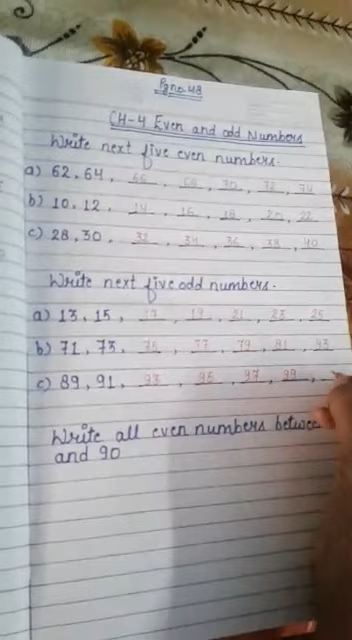 Pg no. 48
CH-4 Even and odd Numbers
Write next five even numbers.
a) 62, 64, 66, 68, 70, 72, 74
b) 10, 12, 14, 16, 18, 20, 22
c) 28, 30, 32, 34, 36, 38, 40
Write next five odd numbers.
a) 13, 15, 17, 19, 21, 23, 25
b) 71, 73, 75, 77, 79, 81, 83
c) 89, 91, 93, 95, 97, 99,
Write all even numbers
and 90